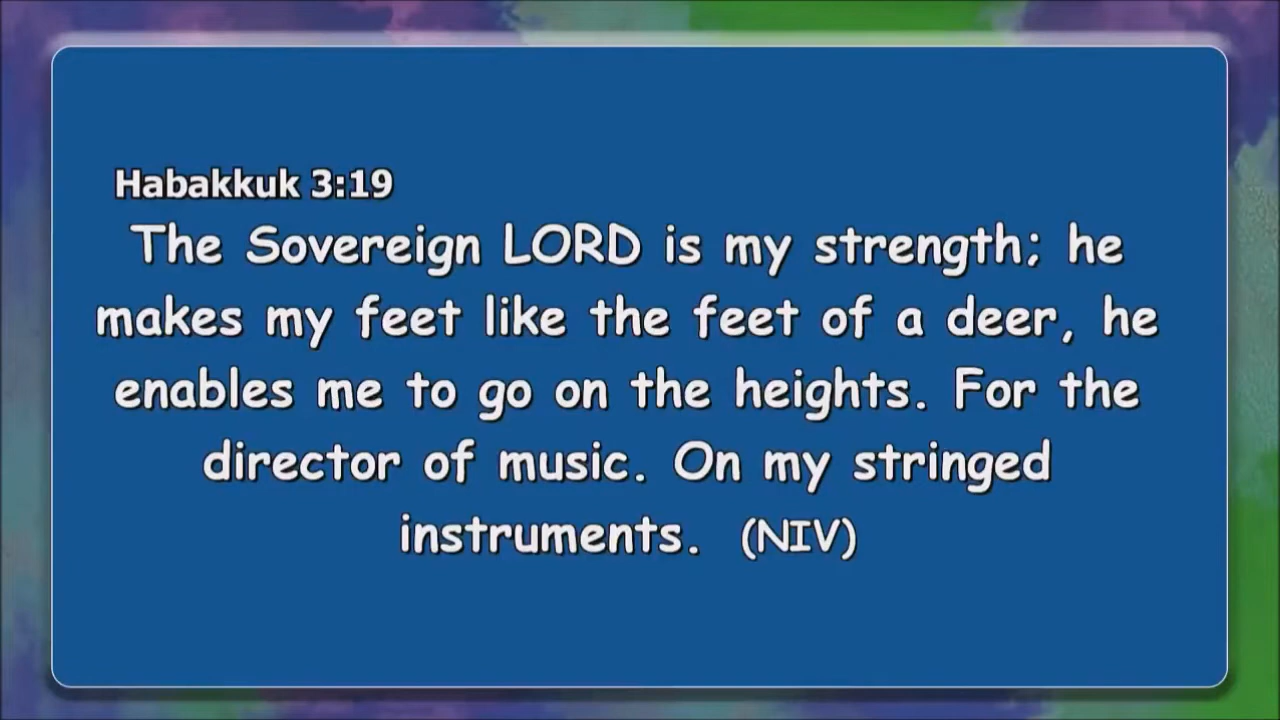 Habakkuk 3:19
The Sovereign LORD is my strength; he
makes my feet like the feet of a deer, he
enables me to go on the heights. For the
director of music. On my stringed
instruments. (NIV)